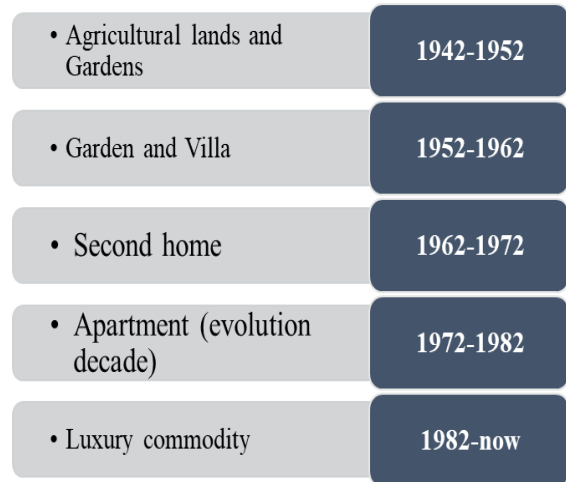 • Agricultural lands and
Gardens
1942-1952
• Garden and Villa
1952-1962
• Second home
1962-1972
• Apartment (evolution
decade)
1972-1982
• Luxury commodity
1982-now